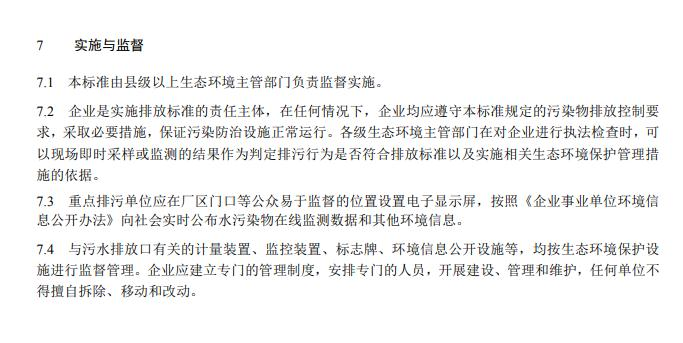 7 实施与监督
7.1 本标准由县级以上生态环境主管部门负责监督实施。
7.2 企业是实施排放标准的责任主体，在任何情况下，企业均应遵守本标准规定的污染物排放控制要
求，采取必要措施，保证污染防治设施正常运行。各级生态环境主管部门在对企业进行执法检查时，可
以现场即时采样或监测的结果作为判定排污行为是否符合排放标准以及实施相关生态环境保护管理措
施的依据。
7.3 重点排污单位应在厂区门口等公众易于监督的位置设置电子显示屏，按照《企业事业单位环境信
息公开办法》向社会实时公布水污染物在线监测数据和其他环境信息。
7.4 与污水排放口有关的计量装置、监控装置、标志牌、环境信息公开设施等，均按生态环境保护设
施进行监督管理。企业应建立专门的管理制度，安排专门的人员，开展建设、管理和维护，任何单位不
得擅自拆除、移动和改动。